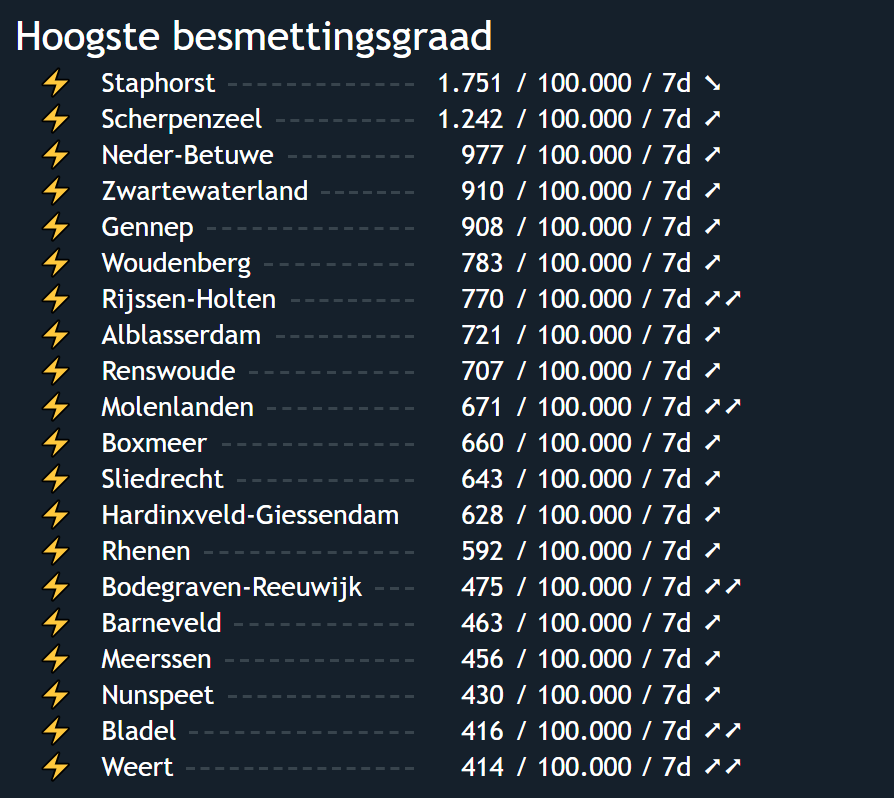 Hoogste besmettingsgraad
⚡ Staphorst 1.751 / 100.000 / 7d ➘
⚡ Scherpenzeel 1.242 / 100.000 / 7d ➚
⚡ Neder-Betuwe 977 / 100.000 / 7d ➚
⚡ Zwartewaterland 910 / 100.000 / 7d ➚
⚡ Gennep 908 / 100.000 / 7d ➚
⚡ Woudenberg 783 / 100.000 / 7d ➚
⚡ Rijssen-Holten 770 / 100.000 / 7d ➚➚
⚡ Alblasserdam 721 / 100.000 / 7d ➚
⚡ Renswoude 707 / 100.000 / 7d ➚
⚡ Molenlanden 671 / 100.000 / 7d ➚➚
⚡ Boxmeer 660 / 100.000 / 7d ➚
⚡ Sliedrecht 643 / 100.000 / 7d ➚
⚡ Hardinxveld-Giessendam 628 / 100.000 / 7d ➚
⚡ Rhenen 592 / 100.000 / 7d ➚
⚡ Bodegraven-Reeuwijk 475 / 100.000 / 7d ➚➚
⚡ Barneveld 463 / 100.000 / 7d ➚
⚡ Meerssen 456 / 100.000 / 7d ➚
⚡ Nunspeet 430 / 100.000 / 7d ➚
⚡ Bladel 416 / 100.000 / 7d ➚➚
⚡ Weert 414 / 100.000 / 7d ➚➚